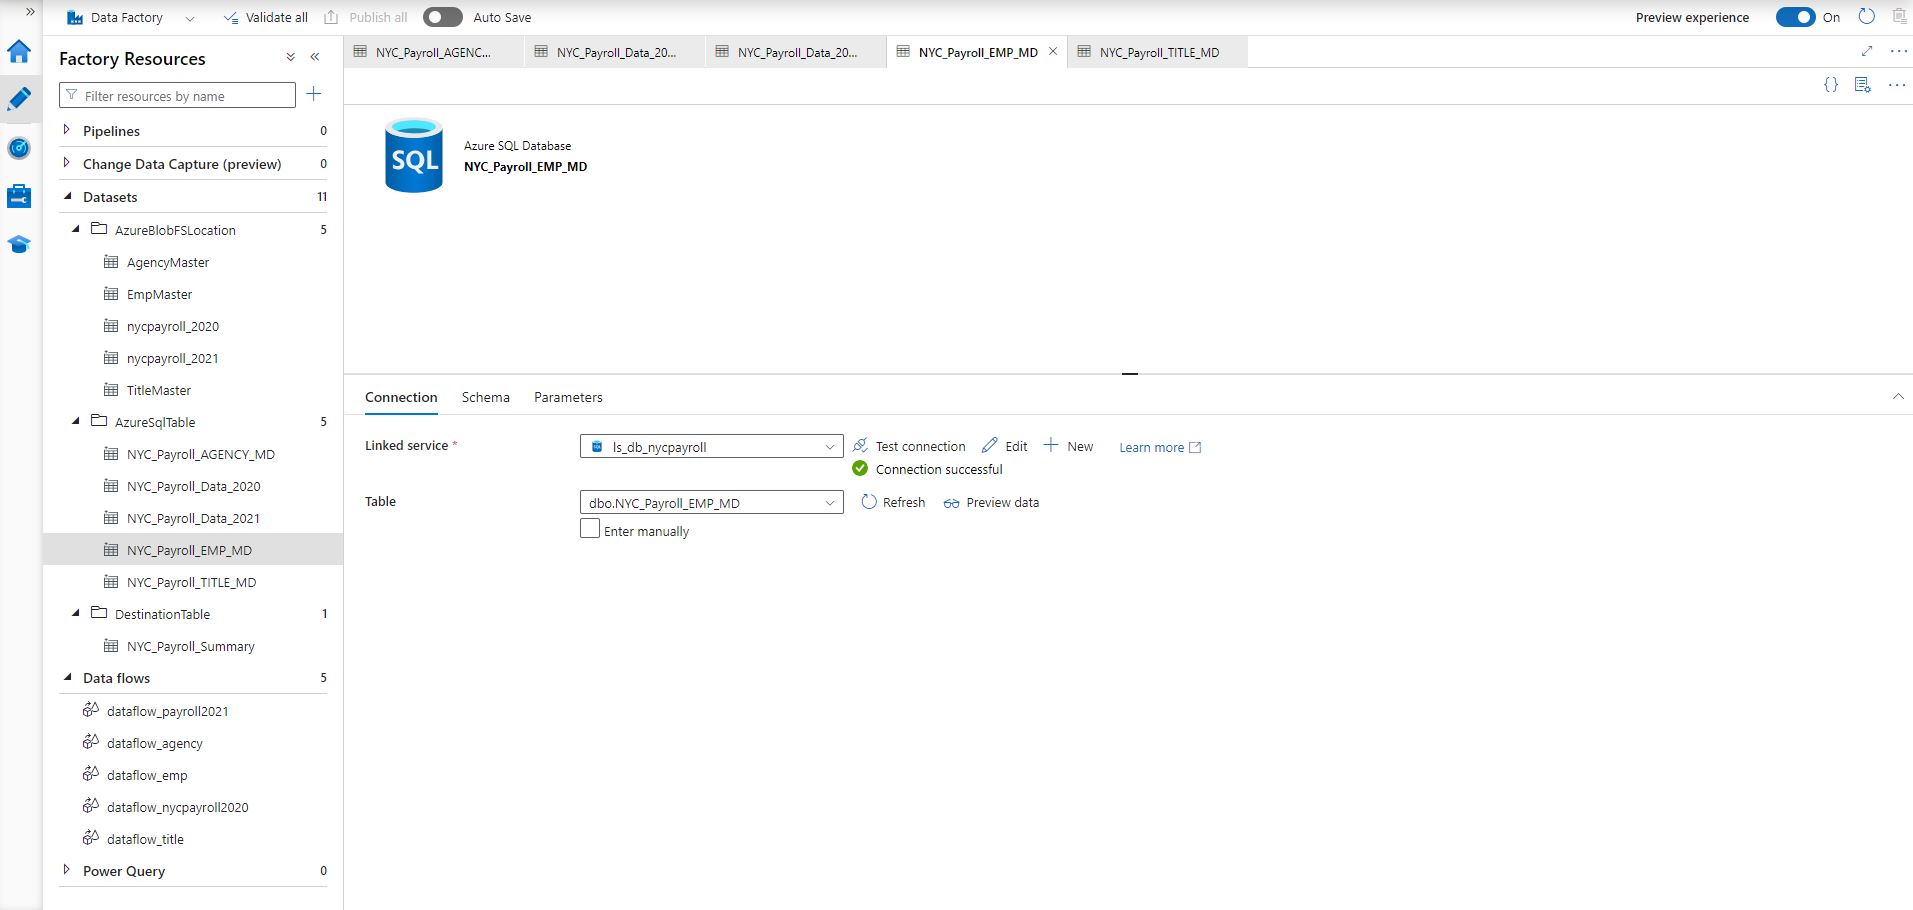 Data Factory
Validate all
Publish all
Auto Save
Preview experience
On
Factory Resources
Filter resources by name
Pipelines 0
Change Data Capture (preview) 0
Datasets 11
AzureBlobFSLocation 5
AgencyMaster
EmpMaster
nycpayroll_2020
nycpayroll_2021
TitleMaster
AzureSqlTable 5
NYC_Payroll_AGENCY_MD
NYC_Payroll_Data_2020
NYC_Payroll_Data_2021
NYC_Payroll_EMP_MD
NYC_Payroll_TITLE_MD
DestinationTable 1
NYC_Payroll_Summary
Data flows 5
dataflow_payroll2021
dataflow_agency
dataflow_emp
dataflow_nycpayroll2020
dataflow_title
Power Query 0
NYC_Payroll_AGENC...
NYC_Payroll_Data_20...
NYC_Payroll_Data_20...
NYC_Payroll_EMP_MD
NYC_Payroll_TITLE_MD
SQL
Azure SQL Database
NYC_Payroll_EMP_MD
Connection Schema Parameters
Linked service *
ls_db_nycpayroll
Test connection
Edit
New
Learn more
Connection successful
Table
dbo.NYC_Payroll_EMP_MD
Refresh
Preview data
Enter manually